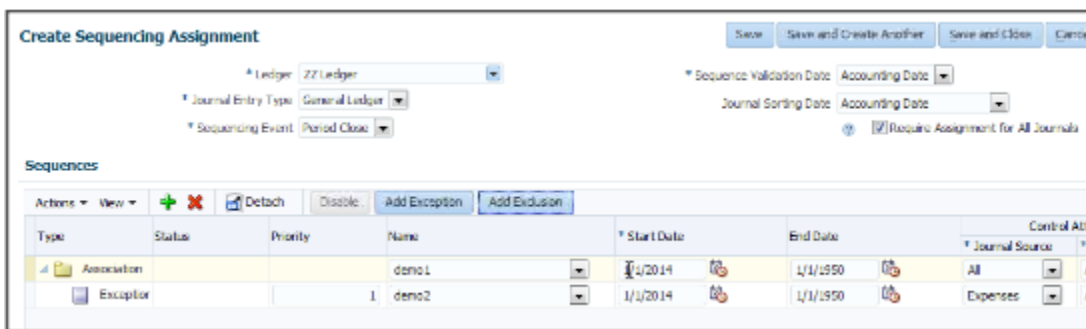 Create Sequencing Assignment Save Save and Create Another Save and Close Cance
* Ledger ZZ Ledger * Sequence Validation Date Accounting Date
* Journal Entry Type General Ledger Journal Sorting Date Accounting Date
* Sequencing Event Period Close Require Assignment for All Journals
Sequences
Actions View Detach Disable Add Exception Add Exclusion
Control Att
Type Status Priority Name * Start Date End Date * Journal Source *
Association demo1 1/2014 1/1/1950 All
Exception 1 demo2 1/1/2014 1/1/1950 Expenses